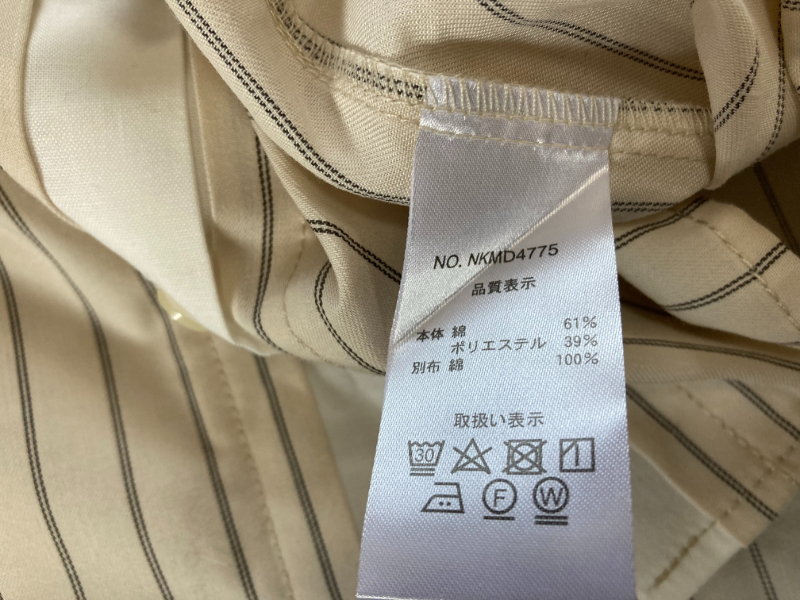 NO. NKMD4775
品質表示
本体 綿 61%
ポリエステル 39%
別布 綿 100%
取扱い表示
30
F W